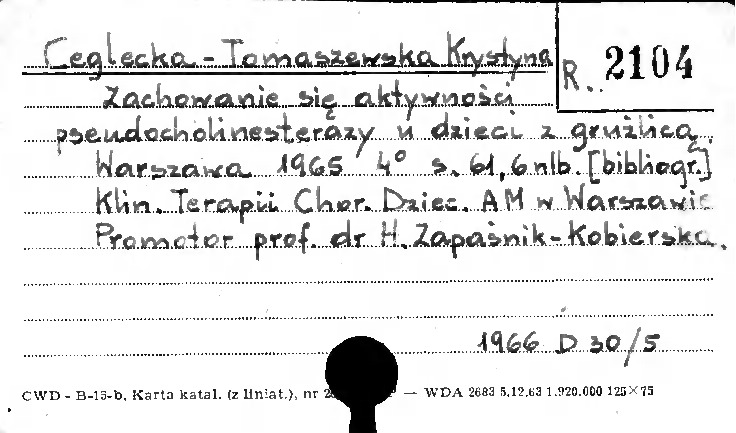 Ceglecka - Tomaszewska Krystyna
R.. 2104
Zachowanie się aktywności
pseudocholinesterazy u dzieci z gruźlicą.
Warszawa 1965 4° s. 61, 6 nlb. [bibliogr.]
Klin. Terapii Chor. Dziec. AM w Warszawie
Promotor prof. dr H. Zapaśnik-Kobierska.
1966 D 30/5
CWD - B-15-b, Karta katal. (z liniat.), nr — WDA 2683 5.12.63 1.920.000 125×75